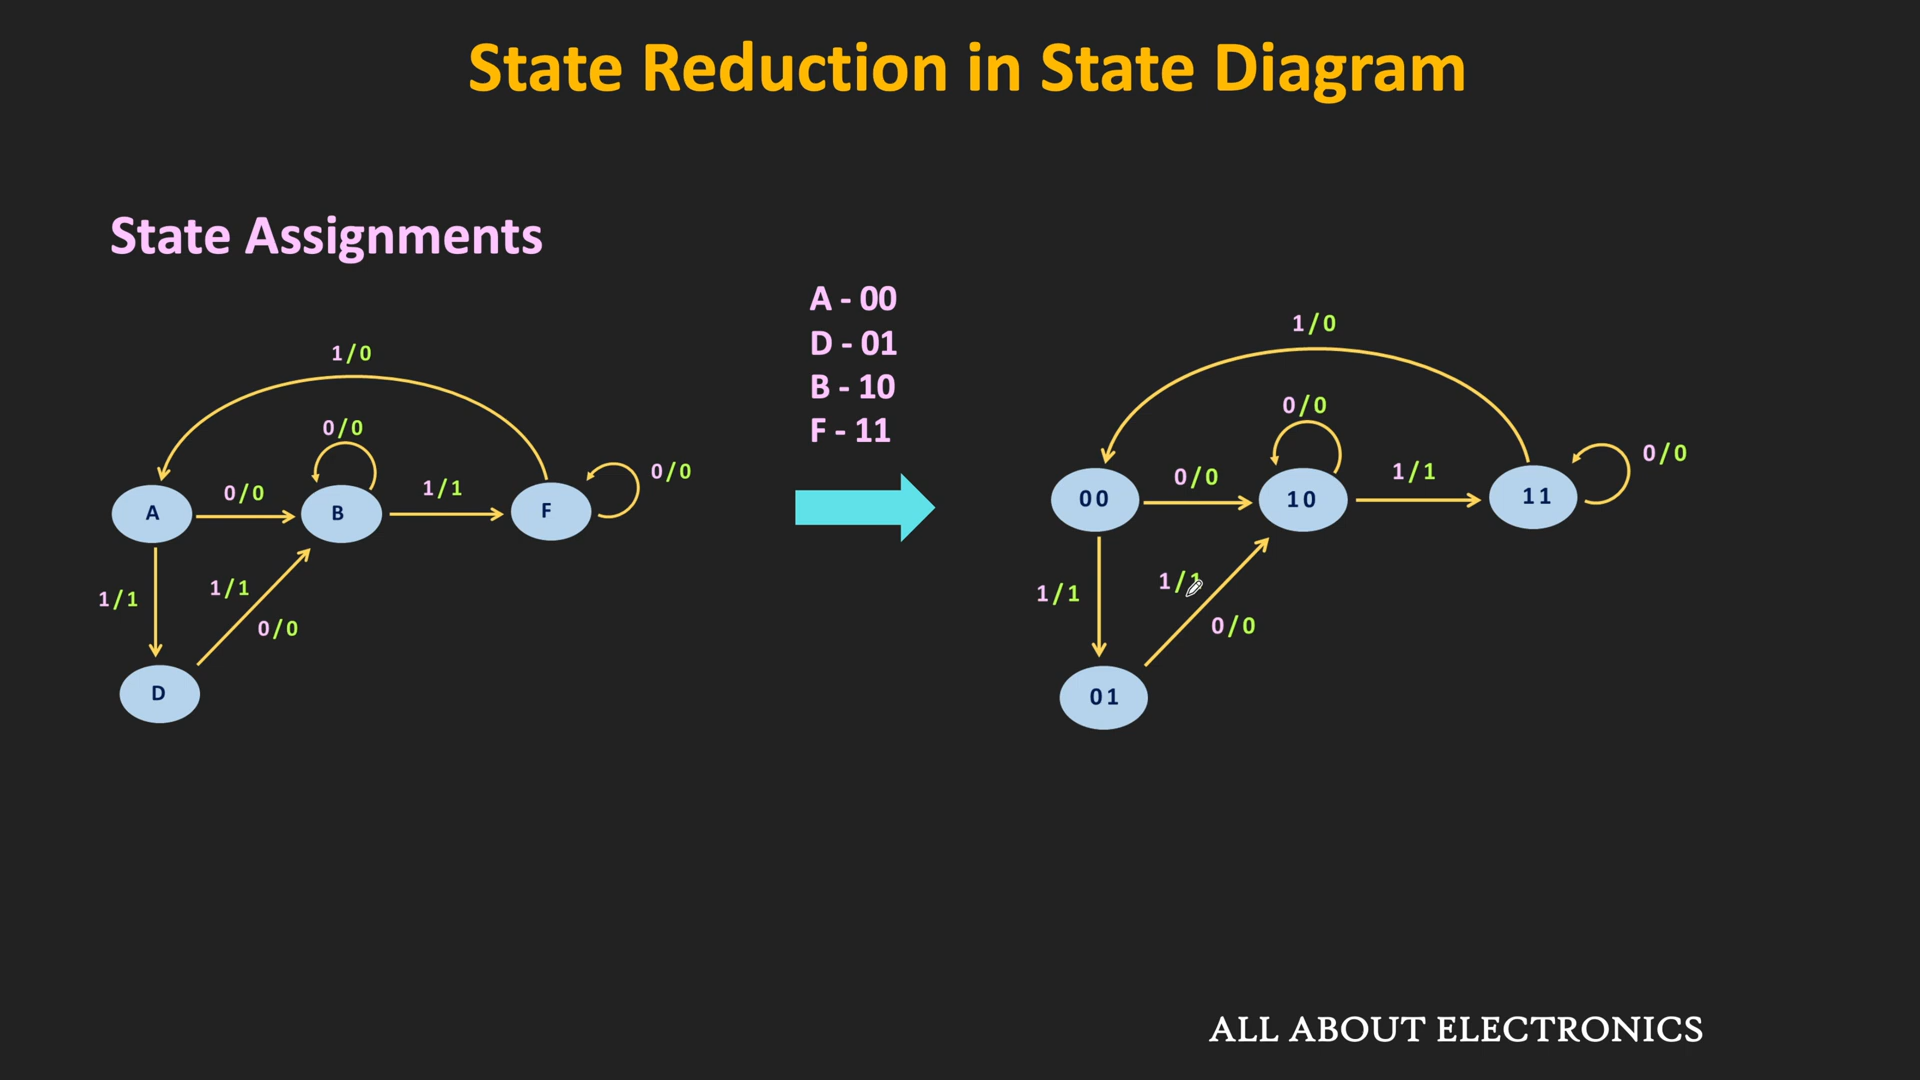 State Reduction in State Diagram
State Assignments
A - 00
D - 01
B - 10
F - 11
1/0
0/0
0/0
A
0/0
B
1/1
F
1/1
1/1
0/0
D
1/0
0/0
0/0
00
0/0
10
1/1
11
1/1
1/1
0/0
01
ALL ABOUT ELECTRONICS